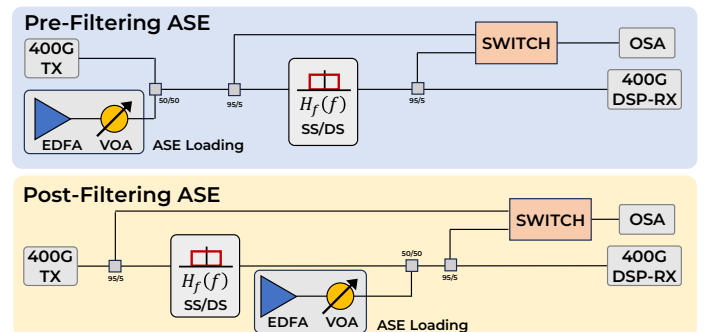 Pre-Filtering ASE
400G
TX
SWITCH
OSA
50/50
95/5
H_f(f)
SS/DS
95/5
400G
DSP-RX
EDFA VOA ASE Loading
Post-Filtering ASE
SWITCH
OSA
400G
TX
95/5
H_f(f)
SS/DS
50/50
95/5
400G
DSP-RX
EDFA VOA ASE Loading